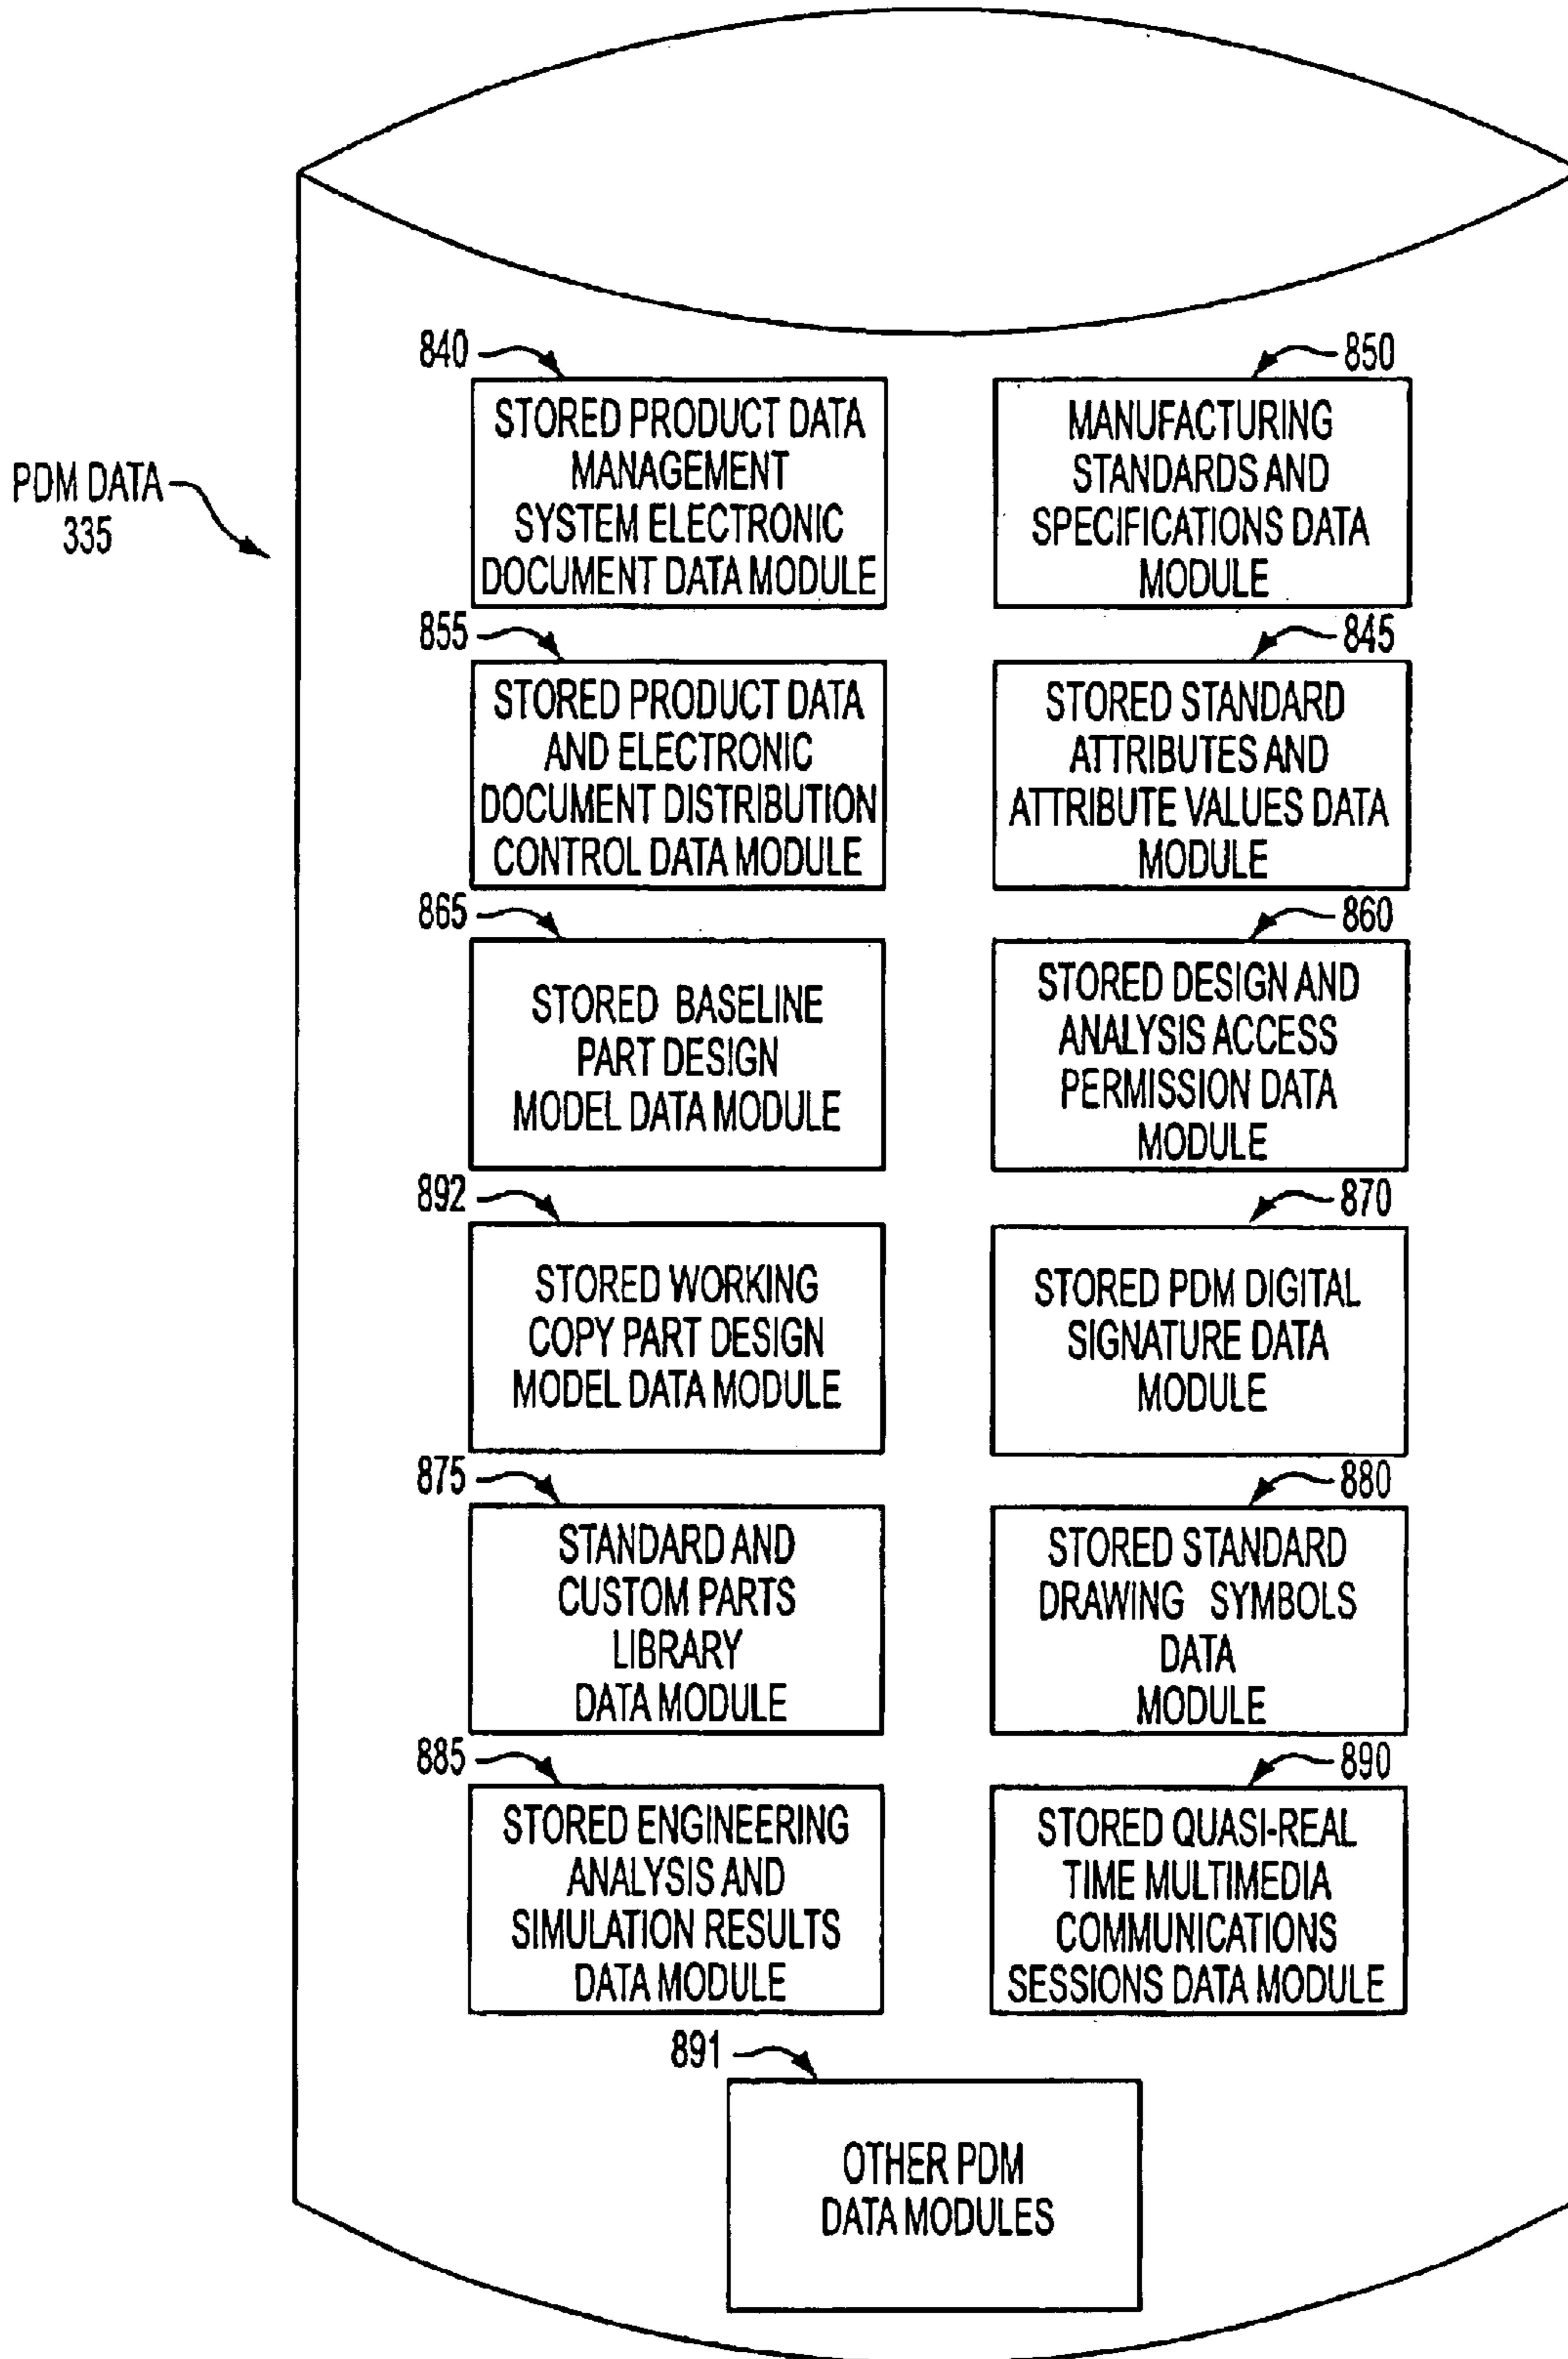 840
850
STORED PRODUCT DATA
MANAGEMENT
SYSTEM ELECTRONIC
DOCUMENT DATA MODULE
MANUFACTURING
STANDARDS AND
SPECIFICATIONS DATA
MODULE
PDM DATA
335
855
845
STORED PRODUCT DATA
AND ELECTRONIC
DOCUMENT DISTRIBUTION
CONTROL DATA MODULE
STORED STANDARD
ATTRIBUTES AND
ATTRIBUTE VALUES DATA
MODULE
865
860
STORED BASELINE
PART DESIGN
MODEL DATA MODULE
STORED DESIGN AND
ANALYSIS ACCESS
PERMISSION DATA
MODULE
892
870
STORED WORKING
COPY PART DESIGN
MODEL DATA MODULE
STORED PDM DIGITAL
SIGNATURE DATA
MODULE
875
880
STANDARD AND
CUSTOM PARTS
LIBRARY
DATA MODULE
STORED STANDARD
DRAWING SYMBOLS
DATA
MODULE
885
890
STORED ENGINEERING
ANALYSIS AND
SIMULATION RESULTS
DATA MODULE
STORED QUASI-REAL
TIME MULTIMEDIA
COMMUNICATIONS
SESSIONS DATA MODULE
891
OTHER PDM
DATA MODULES